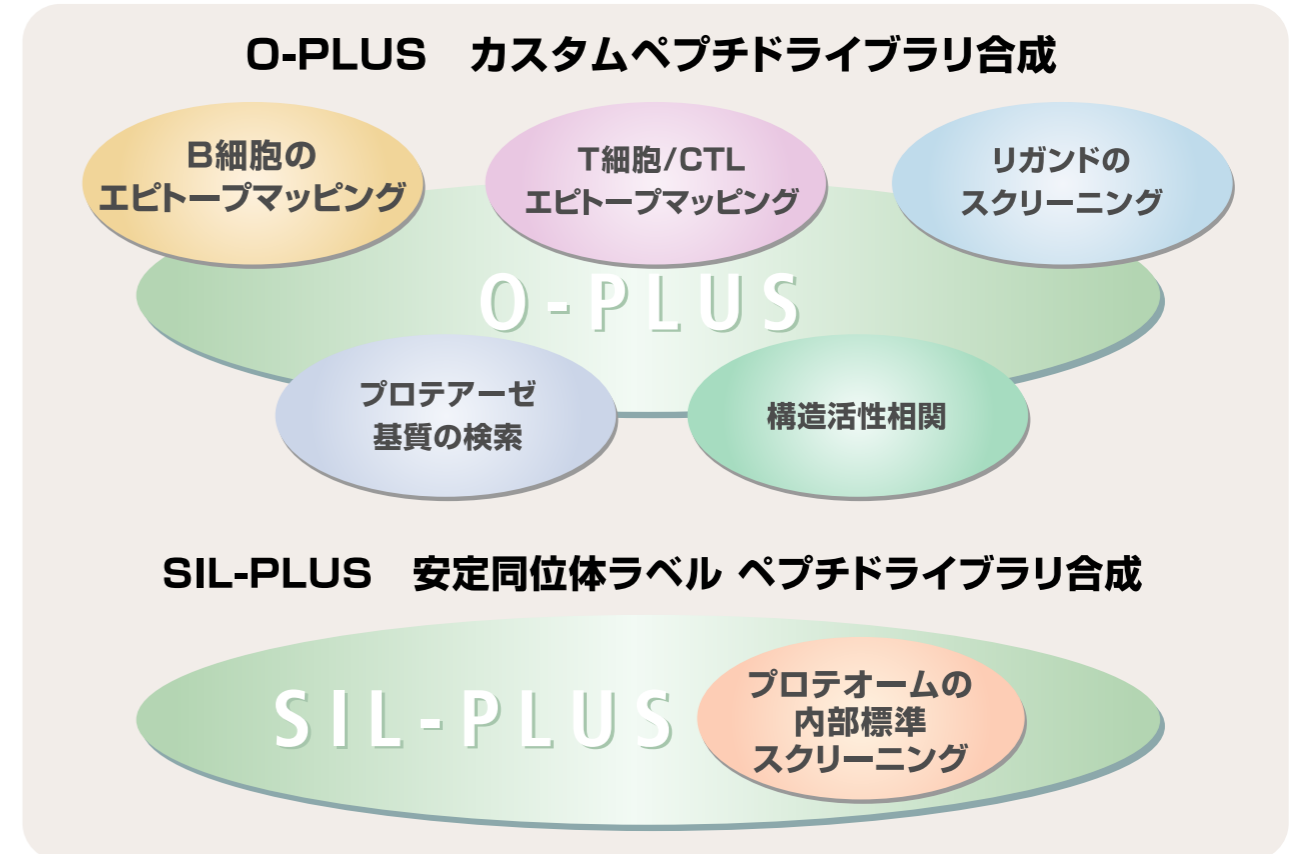 O-PLUS　カスタムペプチドライブラリ合成
B細胞の
エピトープマッピング
T細胞/CTL
エピトープマッピング
リガンドの
スクリーニング
O-PLUS
プロテアーゼ
基質の検索
構造活性相関
SIL-PLUS　安定同位体ラベル ペプチドライブラリ合成
SIL-PLUS
プロテオームの
内部標準
スクリーニング